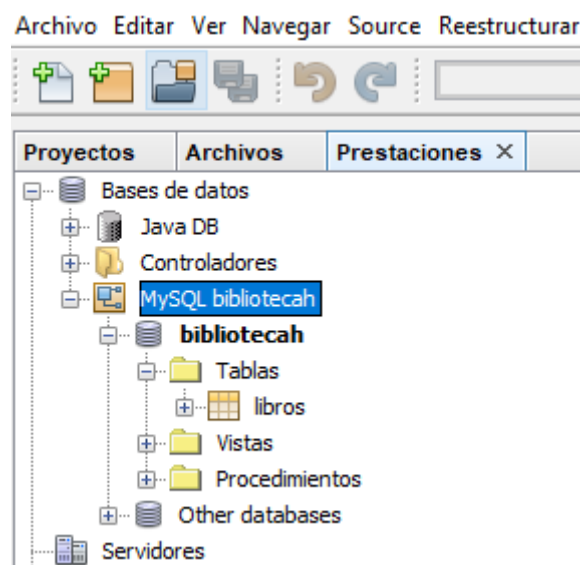 Archivo Editar Ver Navegar Source Reestructurar
Proyectos Archivos Prestaciones ×
Bases de datos
Java DB
Controladores
MySQL bibliotecah
bibliotecah
Tablas
libros
Vistas
Procedimientos
Other databases
Servidores